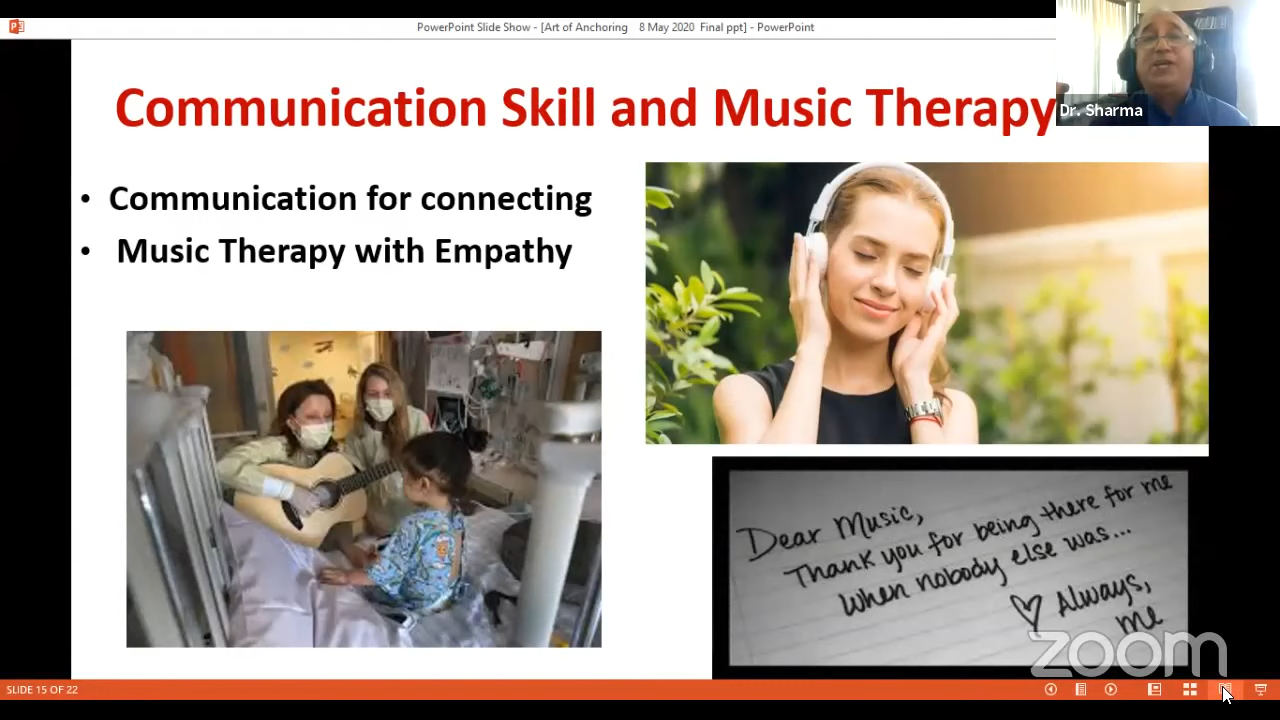 PowerPoint Slide Show - [Art of Anchoring 8 May 2020 Final ppt] - PowerPoint
Communication Skill and Music Therapy
Dr. Sharma
• Communication for connecting
• Music Therapy with Empathy
Dear Music,
Thank you for being there for me
when nobody else was...
♡ Always,
me
zoom
SLIDE 15 OF 22